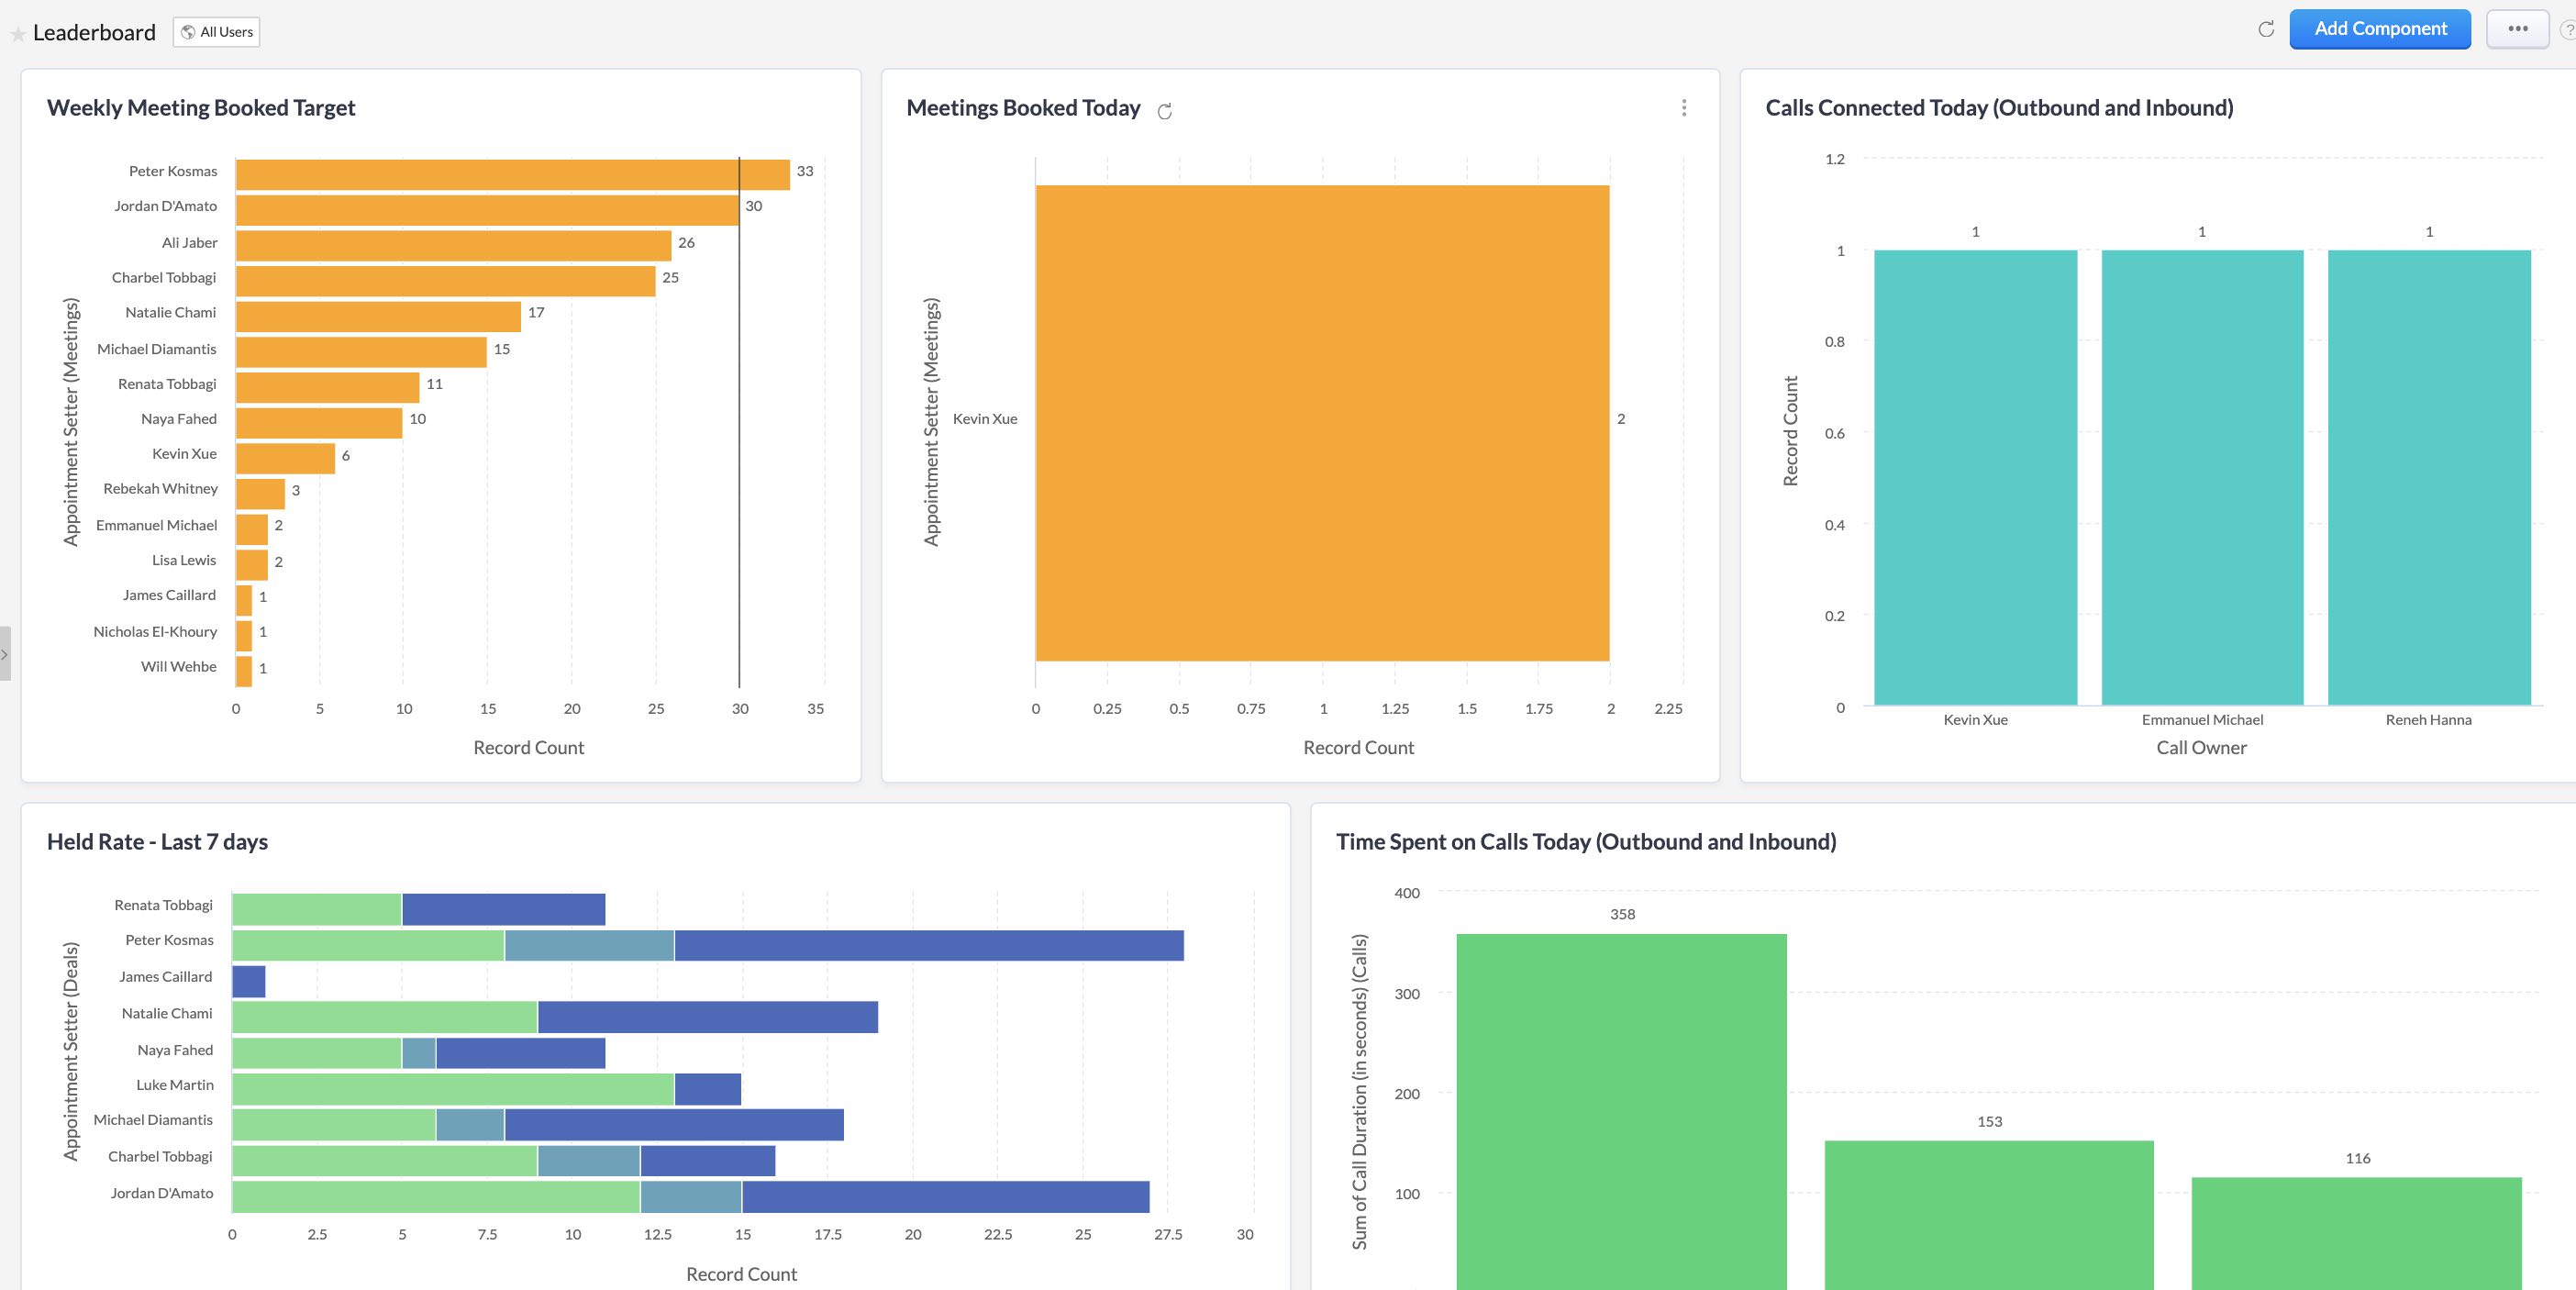 Leaderboard
All Users
Add Component
Weekly Meeting Booked Target
Appointment Setter (Meetings)
Peter Kosmas 33
Jordan D'Amato 30
Ali Jaber 26
Charbel Tobbagi 25
Natalie Chami 17
Michael Diamantis 15
Renata Tobbagi 11
Naya Fahed 10
Kevin Xue 6
Rebekah Whitney 3
Emmanuel Michael 2
Lisa Lewis 2
James Caillard 1
Nicholas El-Khoury 1
Will Wehbe 1
0 5 10 15 20 25 30 35
Record Count
Meetings Booked Today
Appointment Setter (Meetings)
Kevin Xue 2
0 0.25 0.5 0.75 1 1.25 1.5 1.75 2 2.25
Record Count
Calls Connected Today (Outbound and Inbound)
Record Count
1.2
1
0.8
0.6
0.4
0.2
0
1 1 1
Kevin Xue Emmanuel Michael Reneh Hanna
Call Owner
Held Rate - Last 7 days
Appointment Setter (Deals)
Renata Tobbagi
Peter Kosmas
James Caillard
Natalie Chami
Naya Fahed
Luke Martin
Michael Diamantis
Charbel Tobbagi
Jordan D'Amato
0 2.5 5 7.5 10 12.5 15 17.5 20 22.5 25 27.5 30
Record Count
Time Spent on Calls Today (Outbound and Inbound)
Sum of Call Duration (in seconds) (Calls)
400
300
200
100
358
153
116